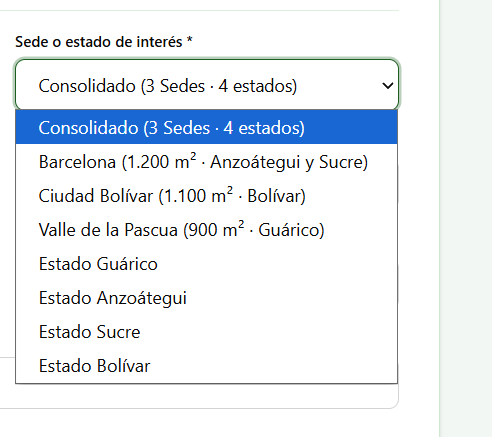 Sede o estado de interés *
Consolidado (3 Sedes · 4 estados)
Consolidado (3 Sedes · 4 estados)
Barcelona (1.200 m² · Anzoátegui y Sucre)
Ciudad Bolívar (1.100 m² · Bolívar)
Valle de la Pascua (900 m² · Guárico)
Estado Guárico
Estado Anzoátegui
Estado Sucre
Estado Bolívar